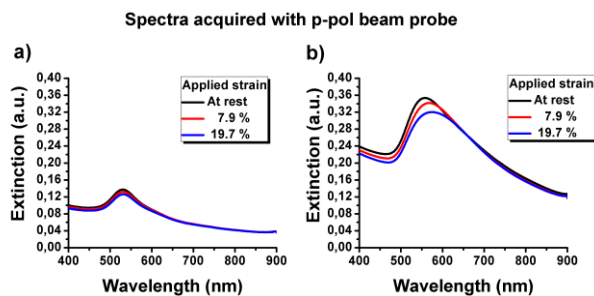 Spectra acquired with p-pol beam probe
a)
Extinction (a.u.)
0,40
0,36
0,32
0,28
0,24
0,20
0,16
0,12
0,08
0,04
0,00
Applied strain
At rest
7.9 %
19.7 %
400 500 600 700 800 900
Wavelength (nm)
b)
Extinction (a.u.)
0,40
0,36
0,32
0,28
0,24
0,20
0,16
0,12
0,08
0,04
0,00
Applied strain
At rest
7.9 %
19.7 %
400 500 600 700 800 900
Wavelength (nm)